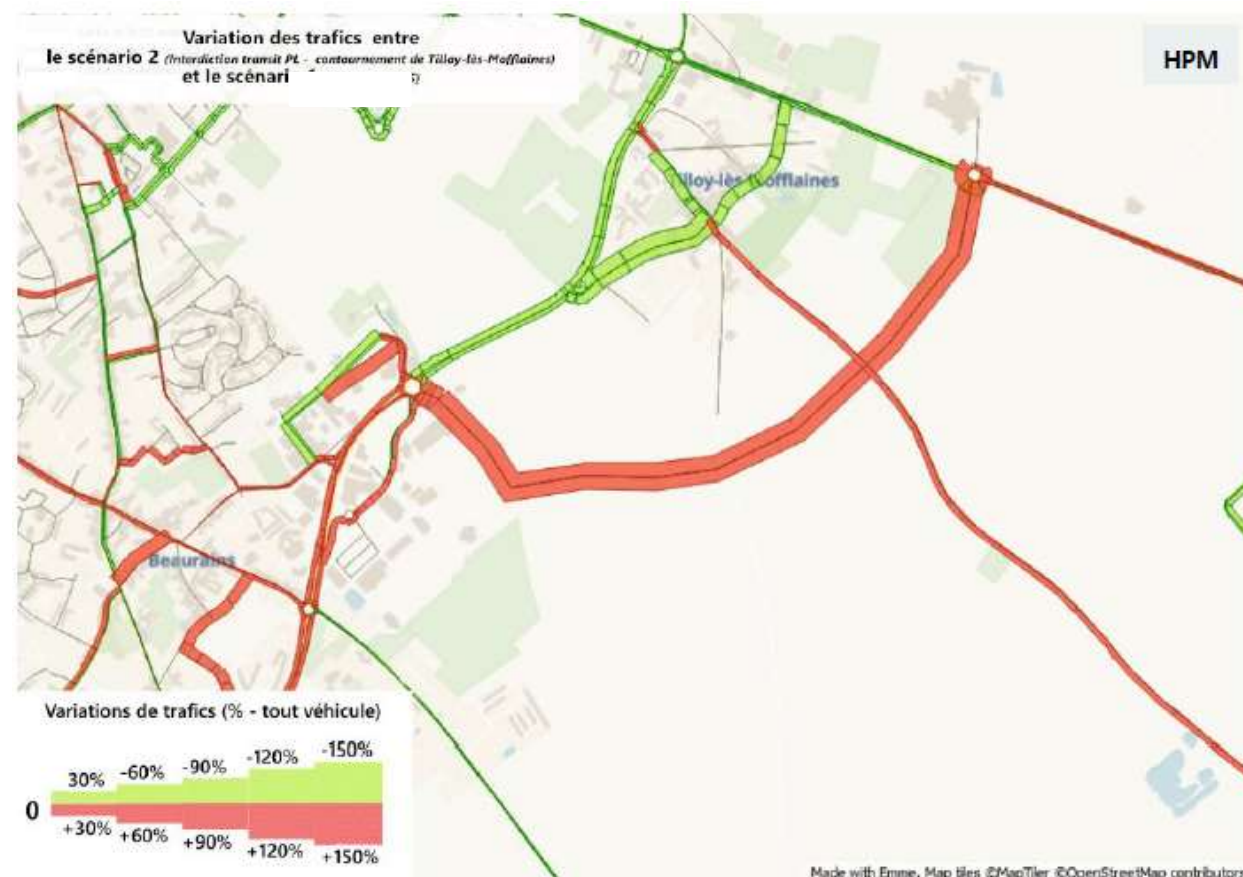 Variation des trafics entre
le scénario 2 (Interdiction transit PL - contournement de Tilloy-lès-Mofflaines)
et le scénari
HPM
Tilloy-lès Mofflaines
Beaurains
Variations de trafics (% - tout véhicule)
30% -60% -90% -120% -150%
0
+30% +60% +90% +120% +150%
Made with Emme, Map tiles ©MapTiler ©OpenStreetMap contributors